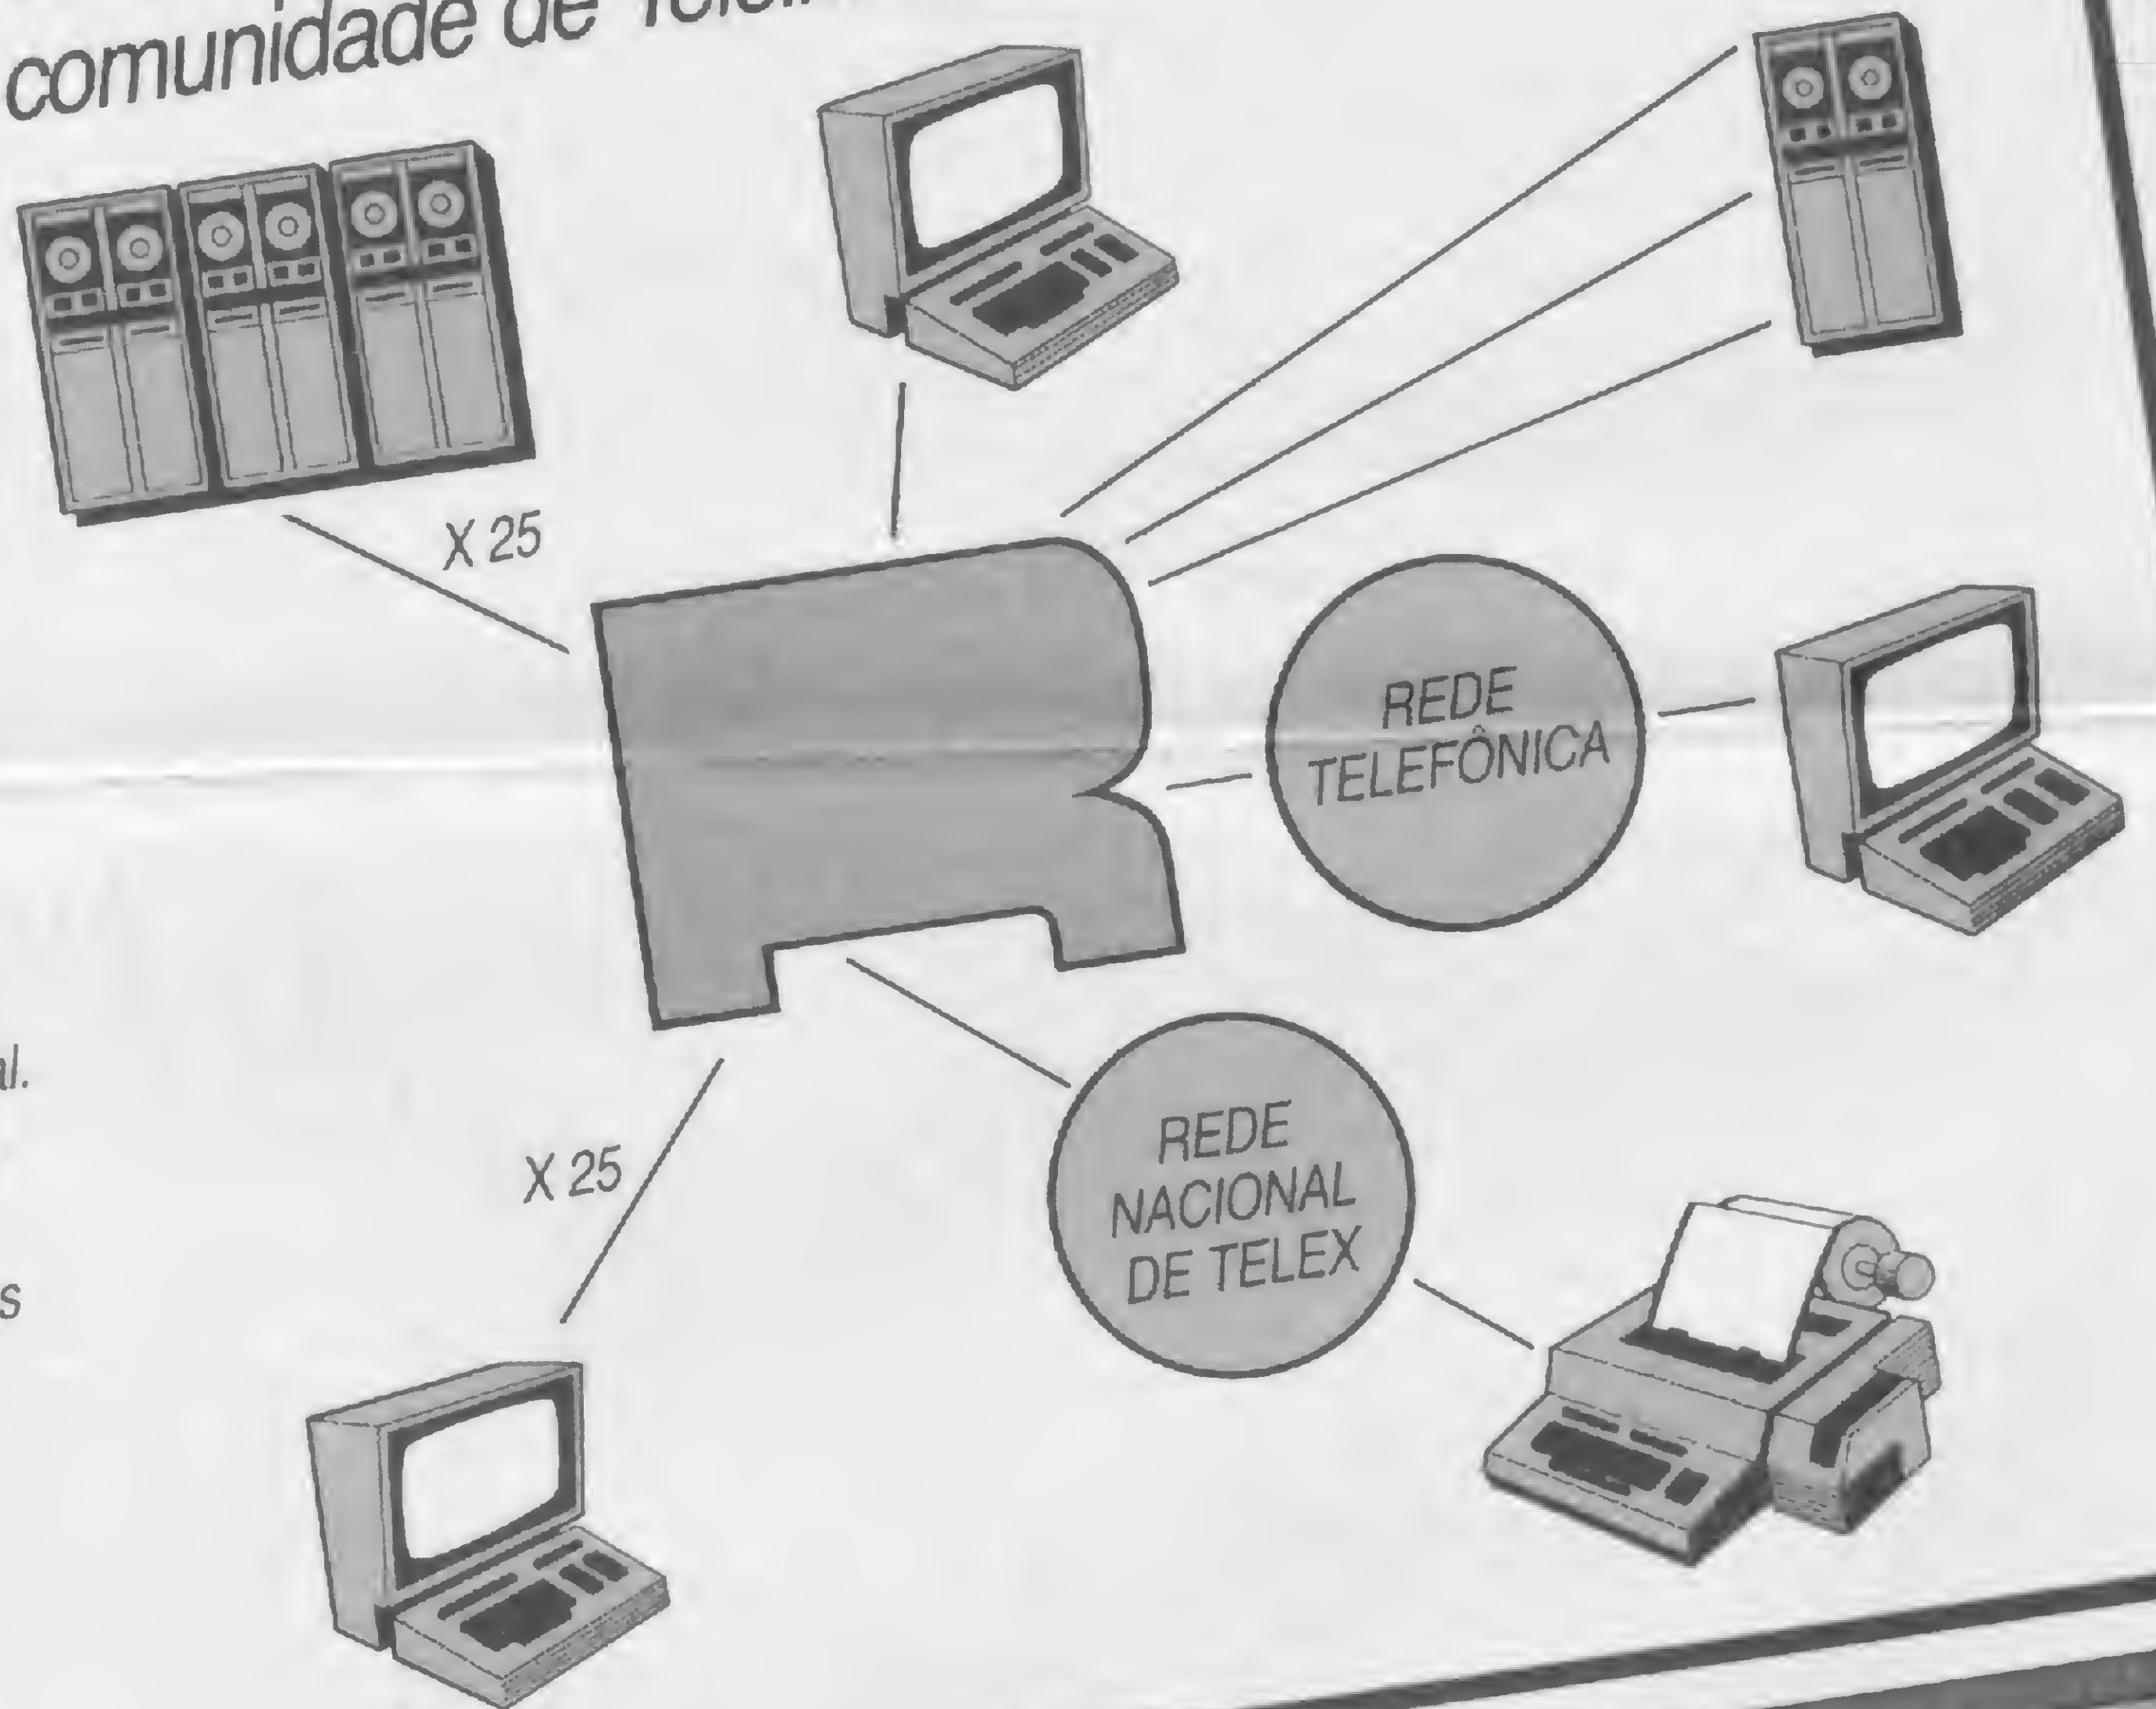 comunidade de
X 25
REDE
TELEFÔNICA
REDE
NACIONAL
DE TELEX
X 25